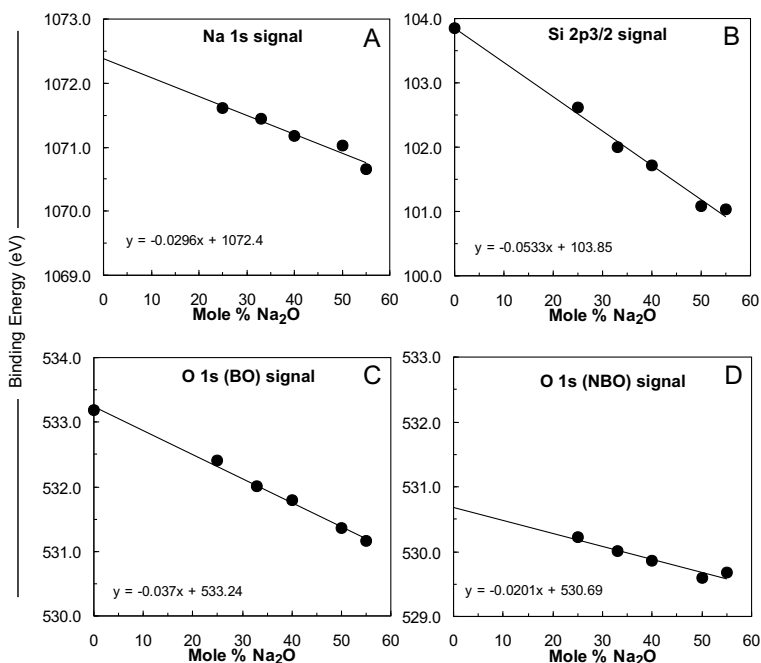 Binding Energy (eV)
Na 1s signal
A
1073.0
1072.0
1071.0
1070.0
1069.0
y = -0.0296x + 1072.4
0 10 20 30 40 50 60
Mole % Na₂O
Si 2p3/2 signal
B
104.0
103.0
102.0
101.0
100.0
y = -0.0533x + 103.85
0 10 20 30 40 50 60
Mole % Na₂O
O 1s (BO) signal
C
534.0
533.0
532.0
531.0
530.0
y = -0.037x + 533.24
0 10 20 30 40 50 60
Mole % Na₂O
O 1s (NBO) signal
D
533.0
532.0
531.0
530.0
529.0
y = -0.0201x + 530.69
0 10 20 30 40 50 60
Mole % Na₂O